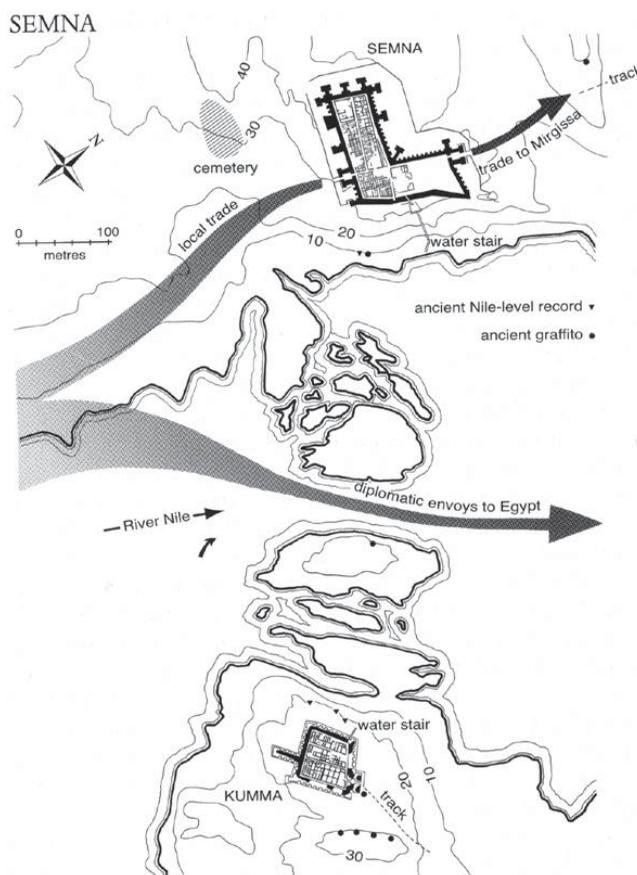 SEMNA
SEMNA
40
30
cemetery
N
track
trade to Mirgissa
local trade
0 100
metres
20
10
water stair
ancient Nile-level record
ancient graffito
diplomatic envoys to Egypt
River Nile
water stair
KUMMA
track
20
10
30